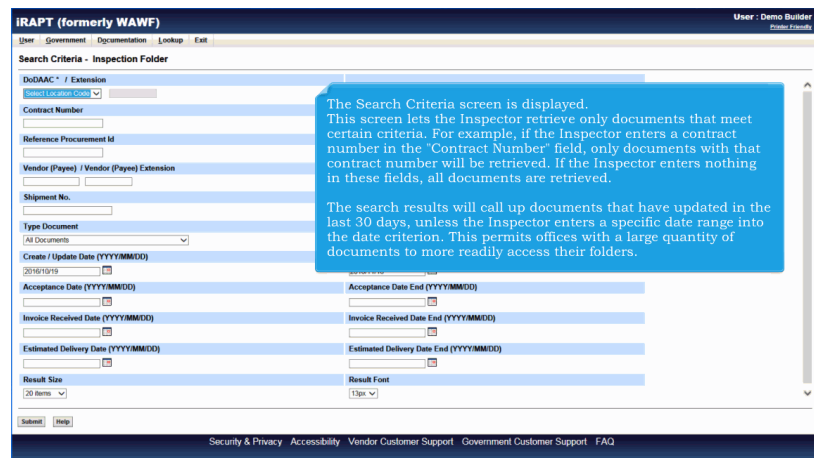 iRAPT (formerly WAWF)
User : Demo Builder
Printer Friendly
User Government Documentation Lookup Exit
Search Criteria - Inspection Folder
DoDAAC * / Extension
Select Location Code
Contract Number
Reference Procurement Id
Vendor (Payee) / Vendor (Payee) Extension
Shipment No.
Type Document
All Documents
Create / Update Date (YYYY/MM/DD)
2016/10/19
The Search Criteria screen is displayed.
This screen lets the Inspector retrieve only documents that meet
certain criteria. For example, if the Inspector enters a contract
number in the "Contract Number" field, only documents with that
contract number will be retrieved. If the Inspector enters nothing
in these fields, all documents are retrieved.
The search results will call up documents that have updated in the
last 30 days, unless the Inspector enters a specific date range into
the date criterion. This permits offices with a large quantity of
documents to more readily access their folders.
Acceptance Date (YYYY/MM/DD) Acceptance Date End (YYYY/MM/DD)
Invoice Received Date (YYYY/MM/DD) Invoice Received Date End (YYYY/MM/DD)
Estimated Delivery Date (YYYY/MM/DD) Estimated Delivery Date End (YYYY/MM/DD)
Result Size Result Font
20 items 13px
Submit Help
Security & Privacy Accessibility Vendor Customer Support Government Customer Support FAQ